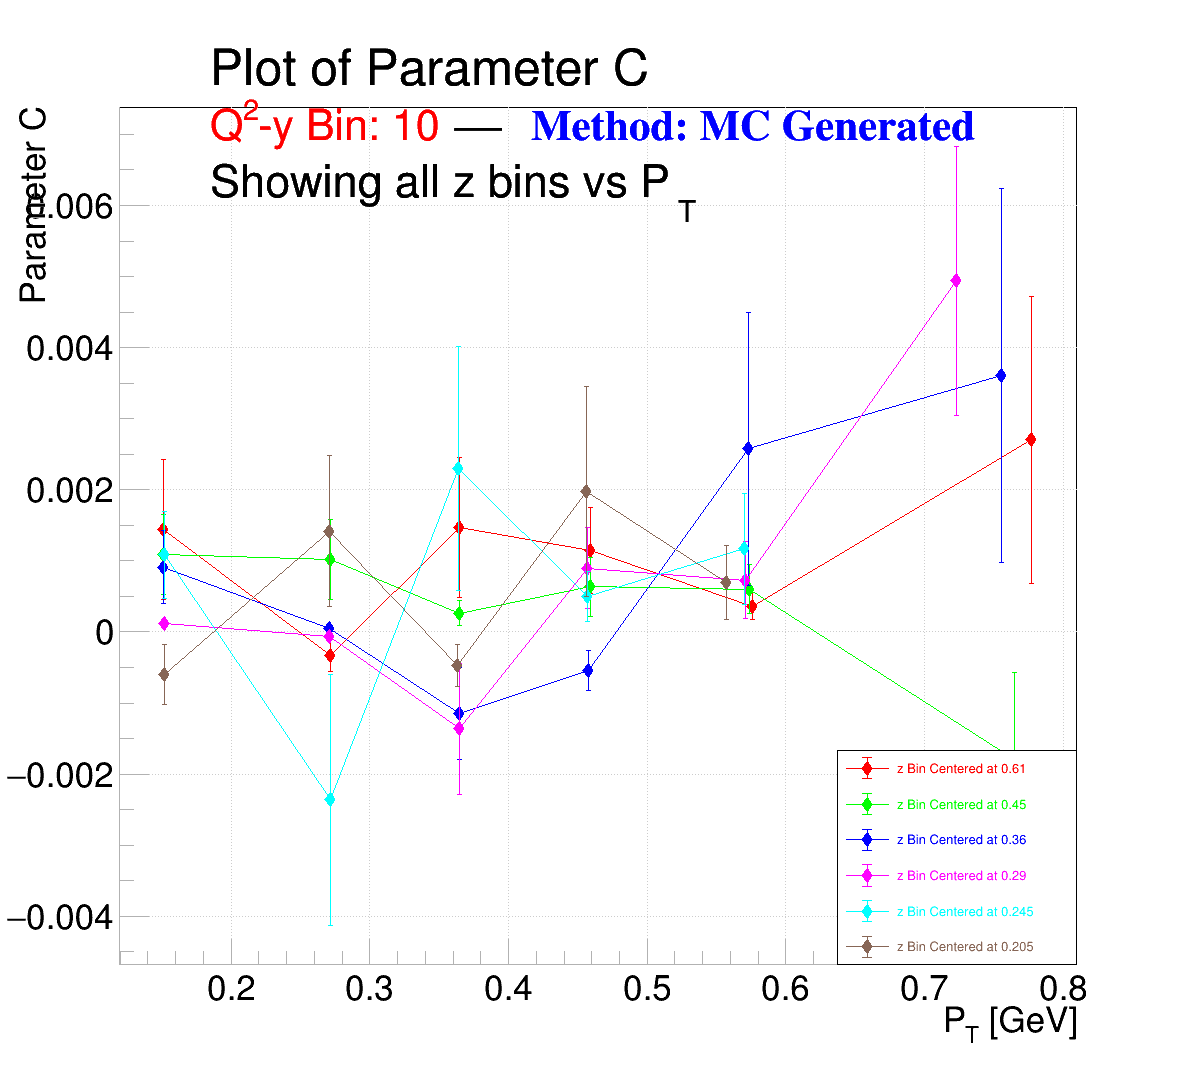 Plot of Parameter C
Q²-y Bin: 10 — Method: MC Generated
Showing all z bins vs P_T
Parameter C
0.006
0.004
0.002
0
−0.002
−0.004
z Bin Centered at 0.61
z Bin Centered at 0.45
z Bin Centered at 0.36
z Bin Centered at 0.29
z Bin Centered at 0.245
z Bin Centered at 0.205
0.2 0.3 0.4 0.5 0.6 0.7 0.8
P_T [GeV]